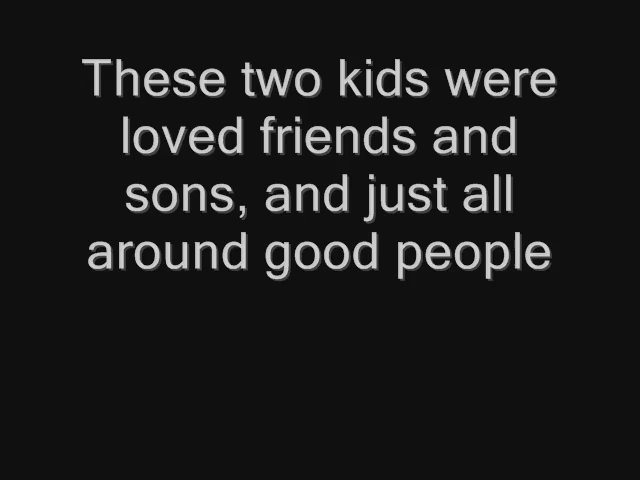 These two kids were
loved friends and
sons, and just all
around good people